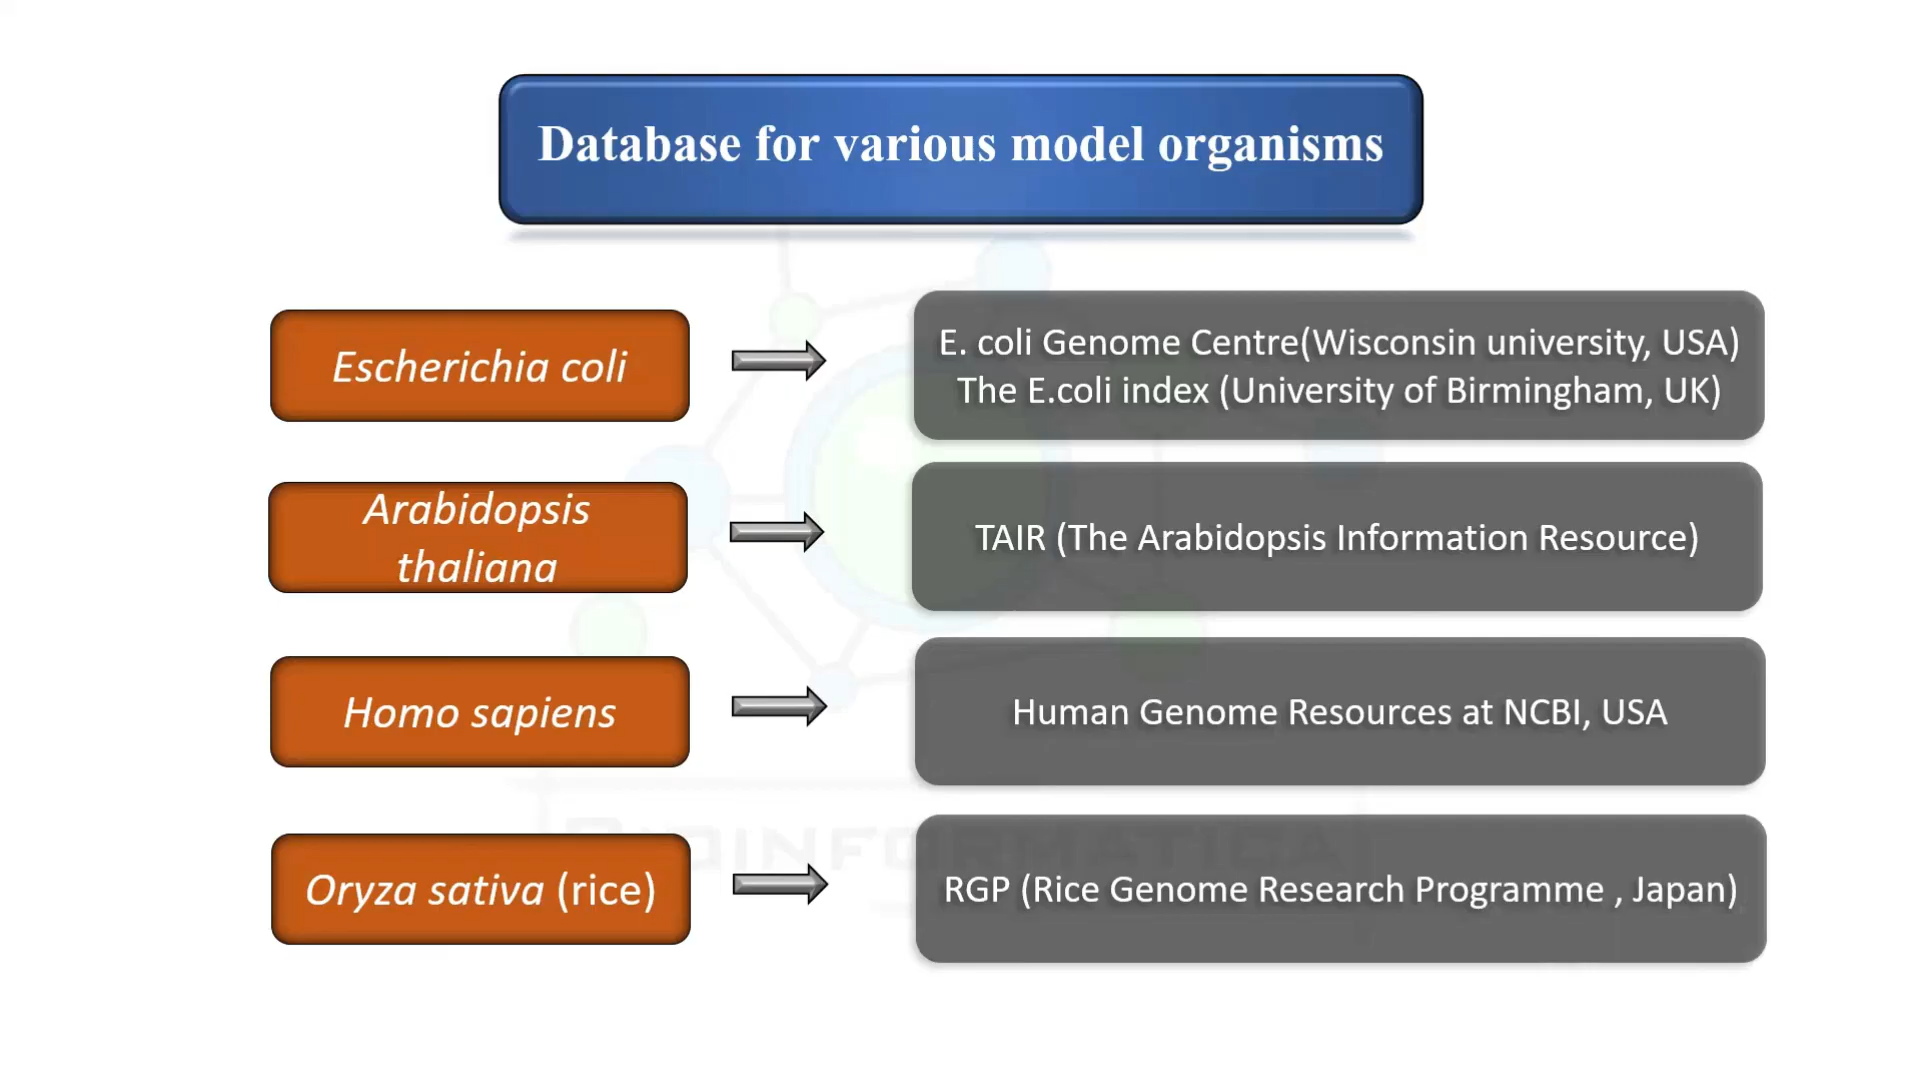 Database for various model organisms
Escherichia coli
E. coli Genome Centre(Wisconsin university, USA)
The E.coli index (University of Birmingham, UK)
Arabidopsis
thaliana
TAIR (The Arabidopsis Information Resource)
Homo sapiens
Human Genome Resources at NCBI, USA
Oryza sativa (rice)
RGP (Rice Genome Research Programme , Japan)
BIOINFORMATICA